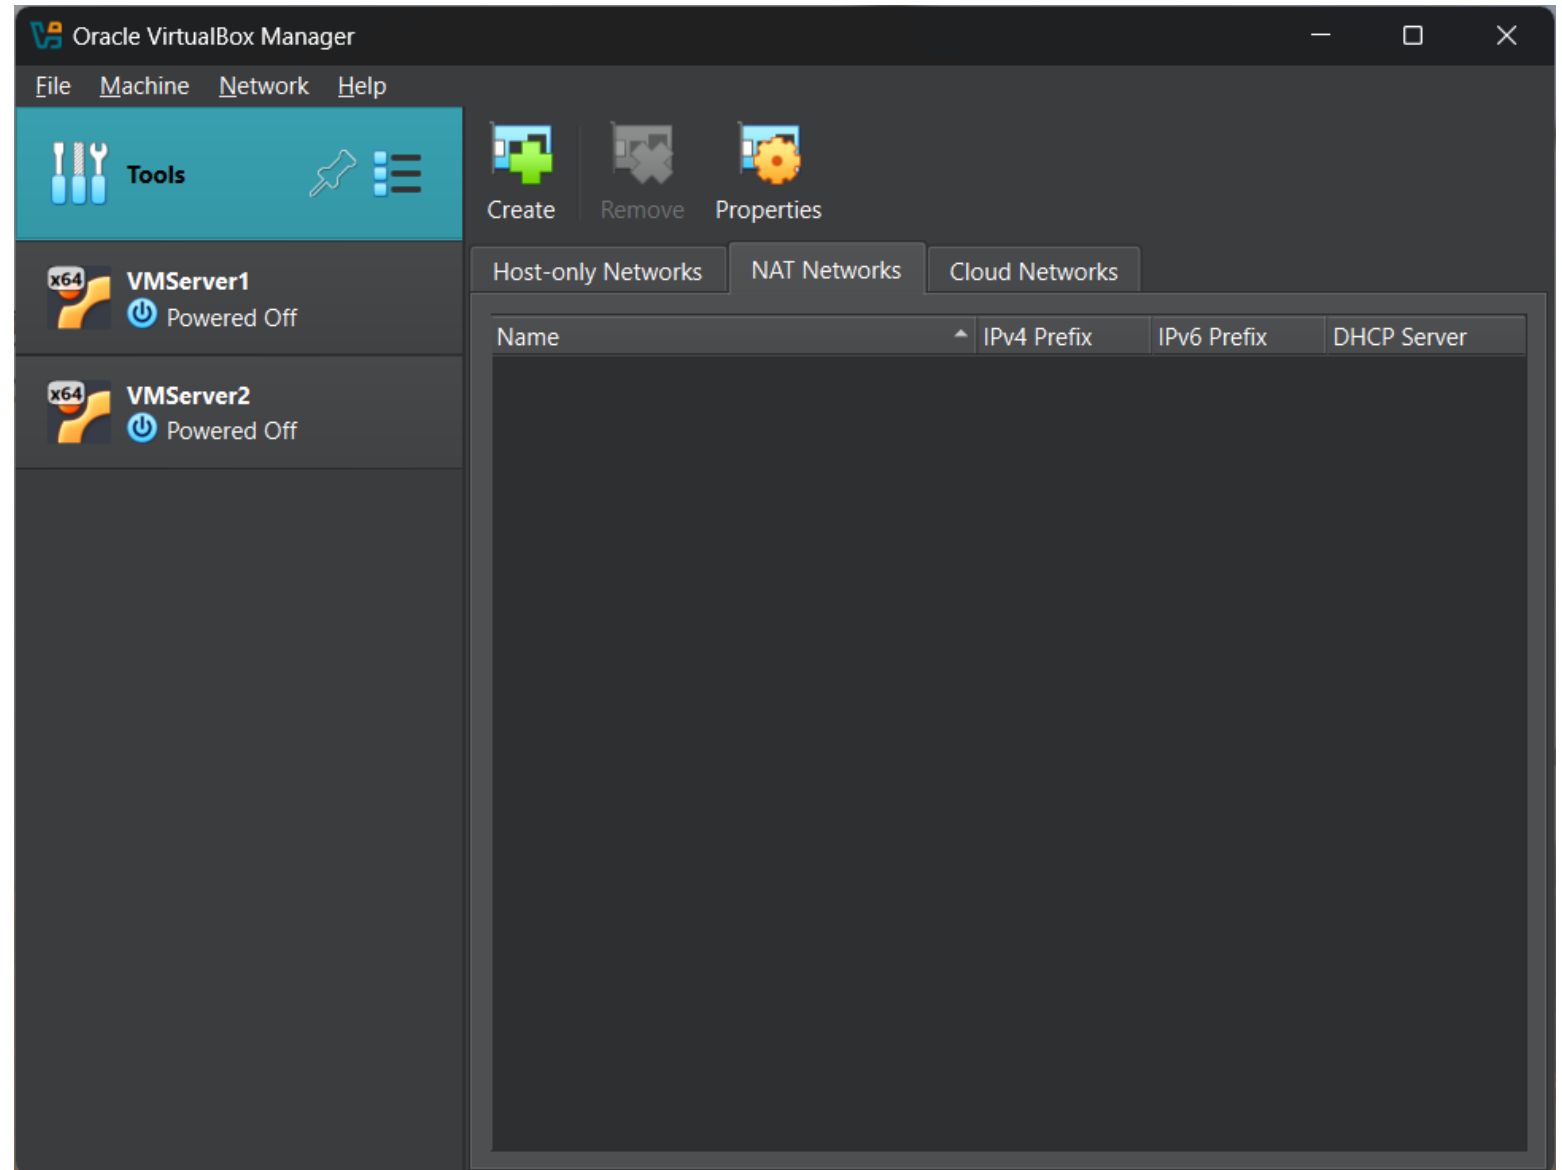 Oracle VirtualBox Manager
File Machine Network Help
Tools
Create Remove Properties
Host-only Networks NAT Networks Cloud Networks
x64 VMServer1
Powered Off
Name IPv4 Prefix IPv6 Prefix DHCP Server
x64 VMServer2
Powered Off